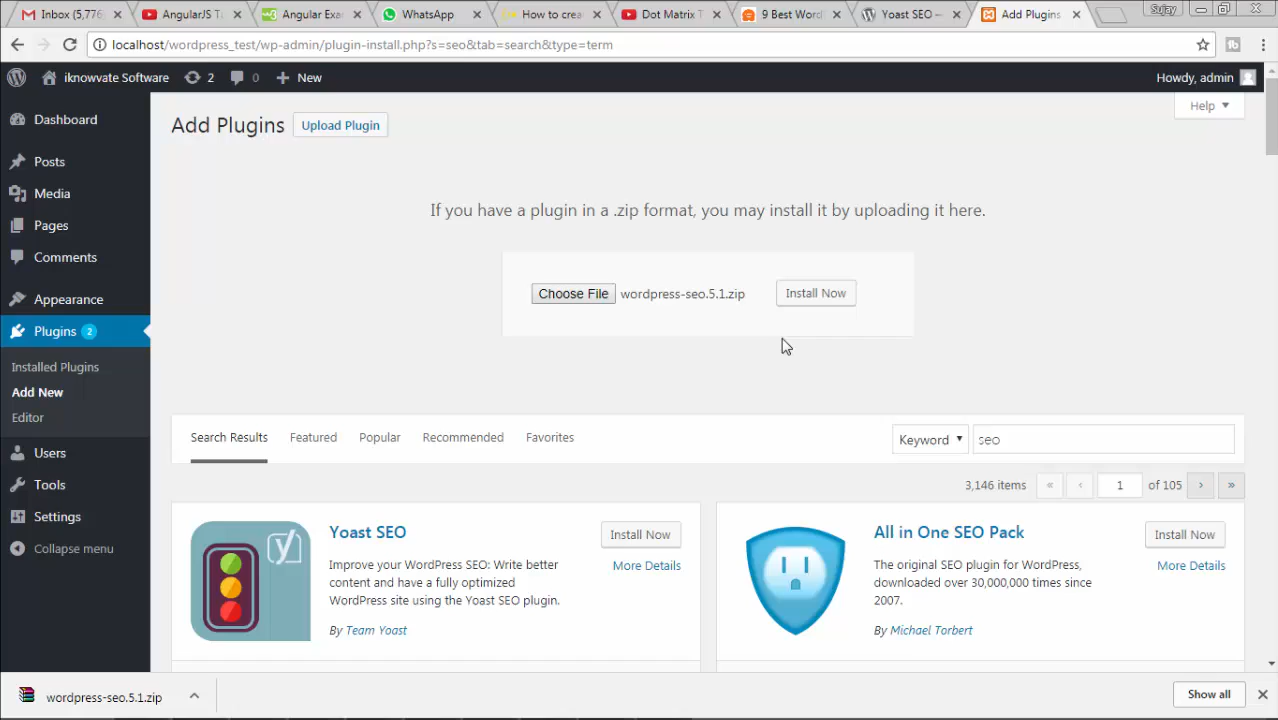 Inbox (5,776
AngularJS T
Angular Exa
WhatsApp
How to crea
Dot Matrix T
9 Best Word
Yoast SEO —
Add Plugins
Sujay
localhost/wordpress_test/wp-admin/plugin-install.php?s=seo&tab=search&type=term
iknowvate Software
2
0
New
Howdy, admin
Dashboard
Posts
Media
Pages
Comments
Appearance
Plugins 2
Installed Plugins
Add New
Editor
Users
Tools
Settings
Collapse menu
Help
Add Plugins
Upload Plugin
If you have a plugin in a .zip format, you may install it by uploading it here.
Choose File wordpress-seo.5.1.zip
Install Now
Search Results
Featured
Popular
Recommended
Favorites
Keyword
seo
3,146 items
« ‹ 1 of 105 › »
Yoast SEO
Install Now
More Details
Improve your WordPress SEO: Write better
content and have a fully optimized
WordPress site using the Yoast SEO plugin.
By Team Yoast
All in One SEO Pack
Install Now
More Details
The original SEO plugin for WordPress,
downloaded over 30,000,000 times since
2007.
By Michael Torbert
wordpress-seo.5.1.zip
Show all